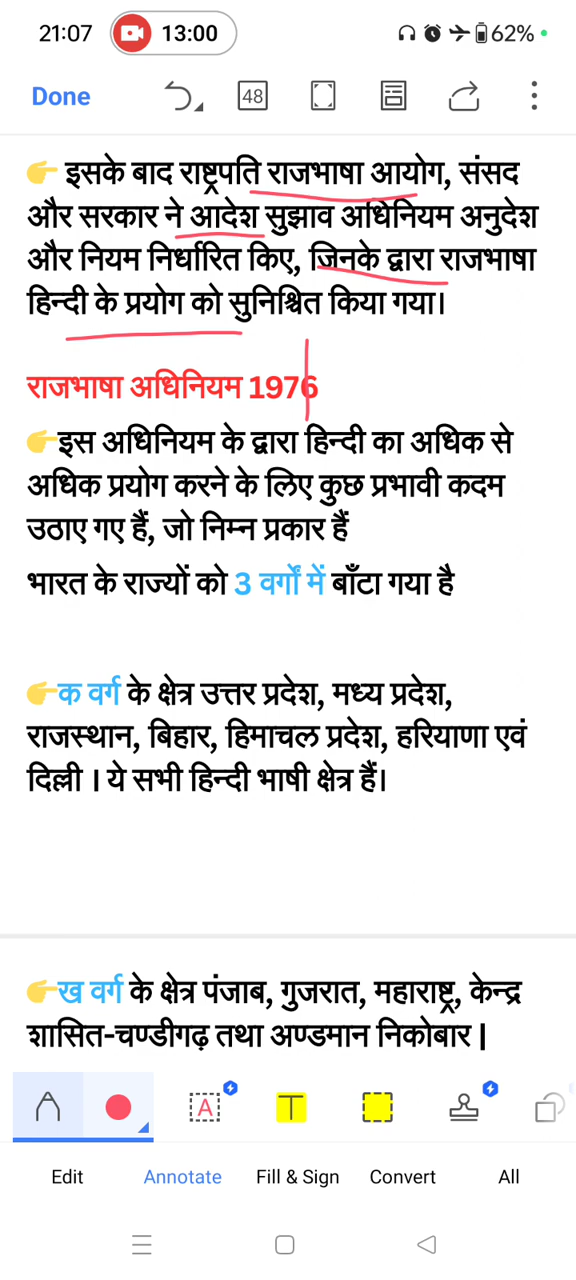 21:07
13:00
62%
Done
48
👉 इसके बाद राष्ट्रपति राजभाषा आयोग, संसद
और सरकार ने आदेश सुझाव अधिनियम अनुदेश
और नियम निर्धारित किए, जिनके द्वारा राजभाषा
हिन्दी के प्रयोग को सुनिश्चित किया गया।
राजभाषा अधिनियम 1976
👉इस अधिनियम के द्वारा हिन्दी का अधिक से
अधिक प्रयोग करने के लिए कुछ प्रभावी कदम
उठाए गए हैं, जो निम्न प्रकार हैं
भारत के राज्यों को 3 वर्गों में बाँटा गया है
👉क वर्ग के क्षेत्र उत्तर प्रदेश, मध्य प्रदेश,
राजस्थान, बिहार, हिमाचल प्रदेश, हरियाणा एवं
दिल्ली । ये सभी हिन्दी भाषी क्षेत्र हैं।
👉ख वर्ग के क्षेत्र पंजाब, गुजरात, महाराष्ट्र, केन्द्र
शासित-चण्डीगढ़ तथा अण्डमान निकोबार |
A
T
Edit
Annotate
Fill & Sign
Convert
All